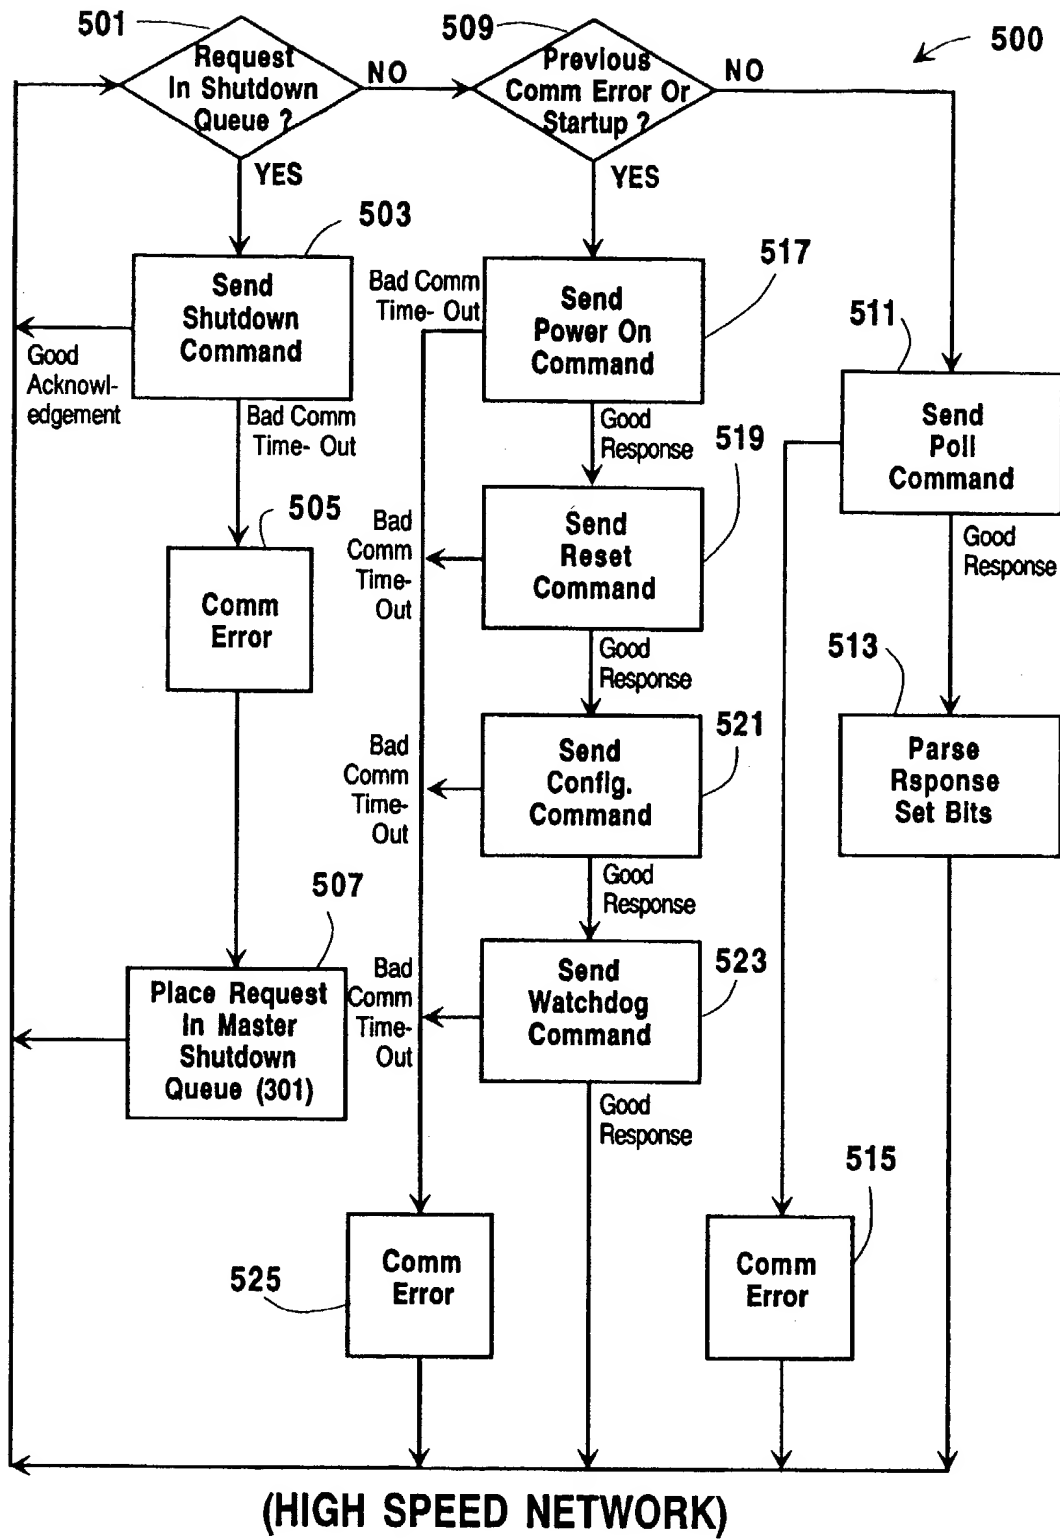 501
Request
In Shutdown
Queue ?
NO
YES
509
Previous
Comm Error Or
Startup ?
NO
YES
500
503
Send
Shutdown
Command
Good
Acknowl-
edgement
Bad Comm
Time- Out
505
Comm
Error
507
Place Request
In Master
Shutdown
Queue (301)
Bad Comm
Time- Out
517
Send
Power On
Command
Good
Response
519
Send
Reset
Command
Bad
Comm
Time-
Out
Good
Response
521
Send
Config.
Command
Bad
Comm
Time-
Out
Good
Response
523
Send
Watchdog
Command
Bad
Comm
Time-
Out
Good
Response
525
Comm
Error
511
Send
Poll
Command
Good
Response
513
Parse
Rsponse
Set Bits
515
Comm
Error
(HIGH SPEED NETWORK)